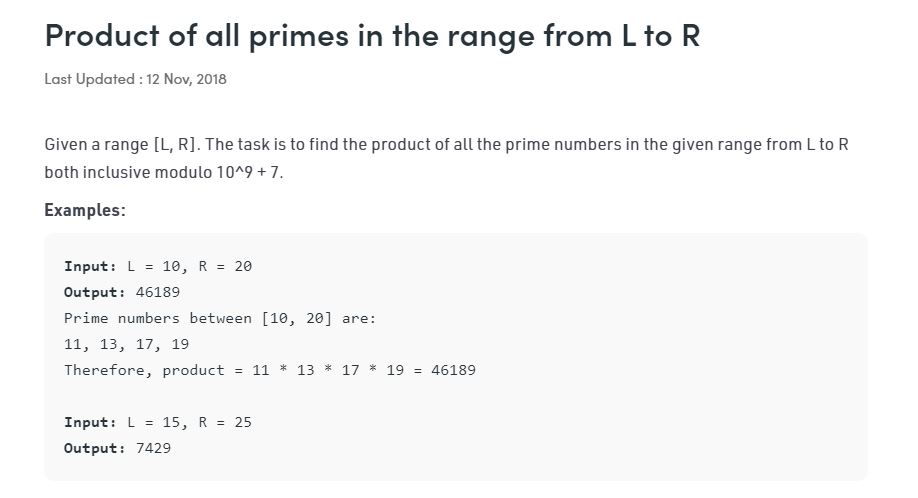 Product of all primes in the range from L to R
Last Updated : 12 Nov, 2018
Given a range [L, R]. The task is to find the product of all the prime numbers in the given range from L to R
both inclusive modulo 10^9 + 7.
Examples:
Input: L = 10, R = 20
Output: 46189
Prime numbers between [10, 20] are:
11, 13, 17, 19
Therefore, product = 11 * 13 * 17 * 19 = 46189
Input: L = 15, R = 25
Output: 7429